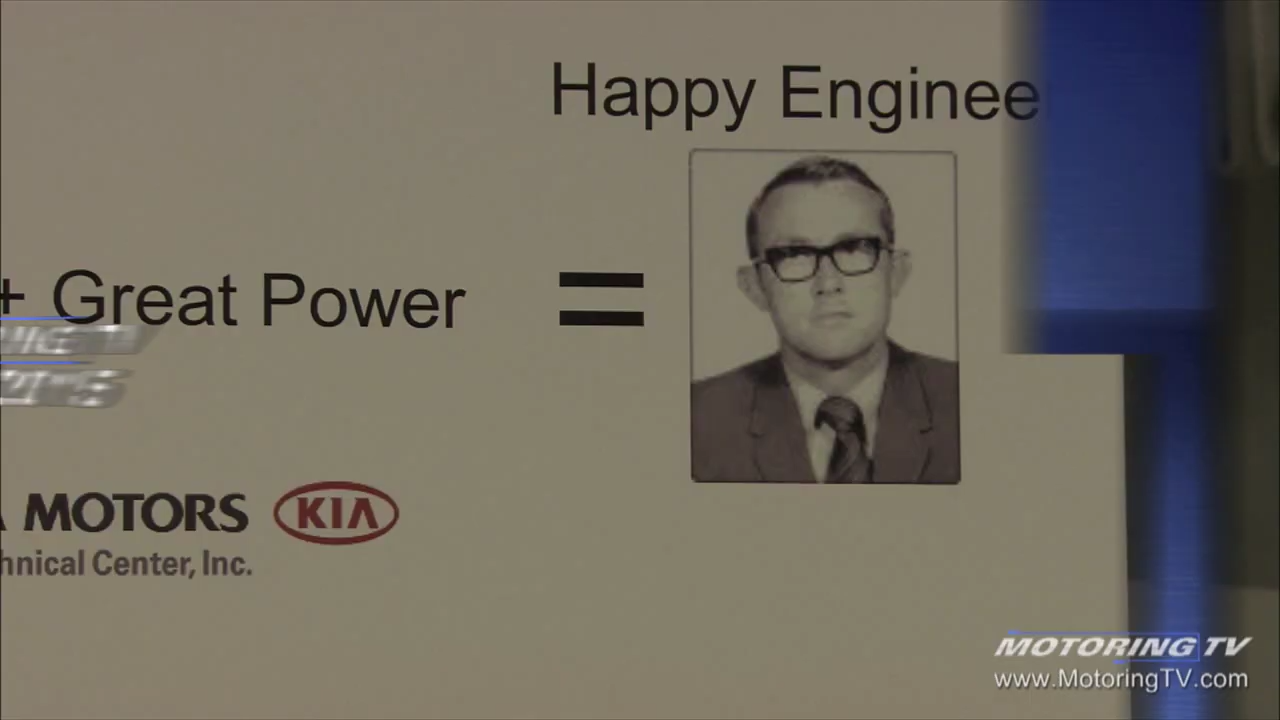 Happy Enginee
+ Great Power =
MOTORS KIA
hnical Center, Inc.
MOTORING TV
www.MotoringTV.com